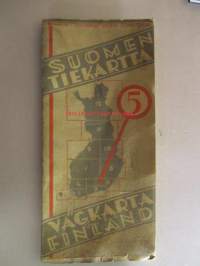 SUOMEN
TIEKARTTA
5
VÄGKARTA
FINLAND